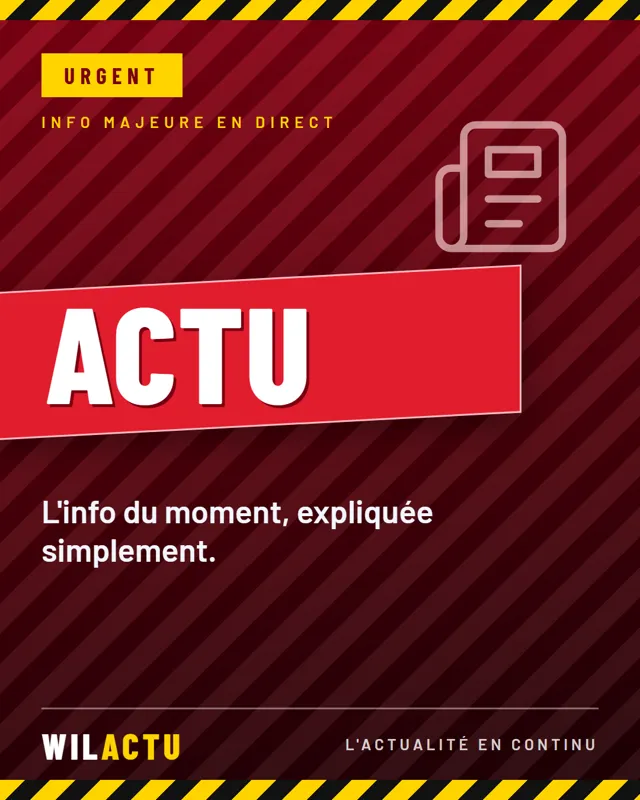 URGENT
INFO MAJEURE EN DIRECT
ACTU
L'info du moment, expliquée
simplement.
WILACTU
L'ACTUALITÉ EN CONTINU